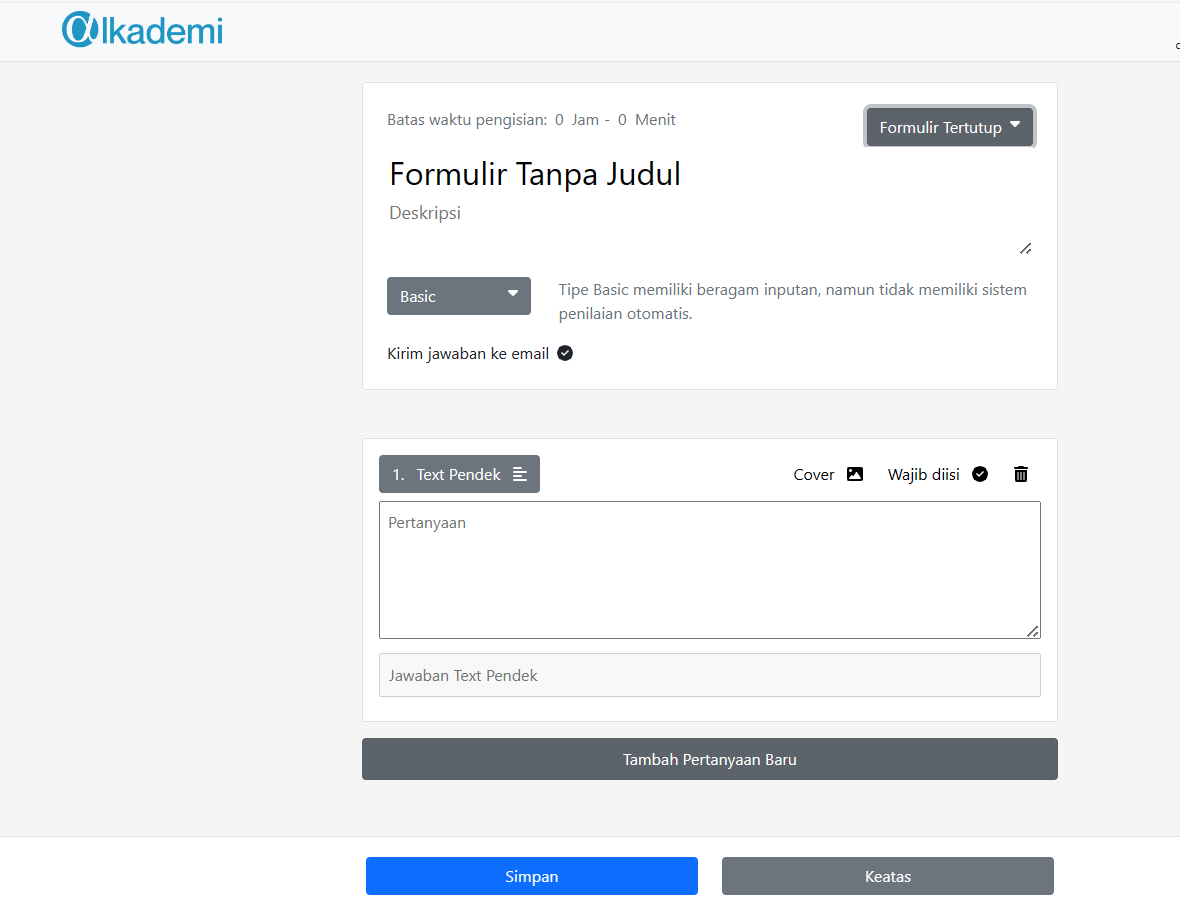 @lkademi
Batas waktu pengisian: 0 Jam - 0 Menit
Formulir Tertutup
Formulir Tanpa Judul
Deskripsi
Basic
Tipe Basic memiliki beragam inputan, namun tidak memiliki sistem
penilaian otomatis.
Kirim jawaban ke email
1. Text Pendek
Cover
Wajib diisi
Pertanyaan
Jawaban Text Pendek
Tambah Pertanyaan Baru
Simpan
Keatas